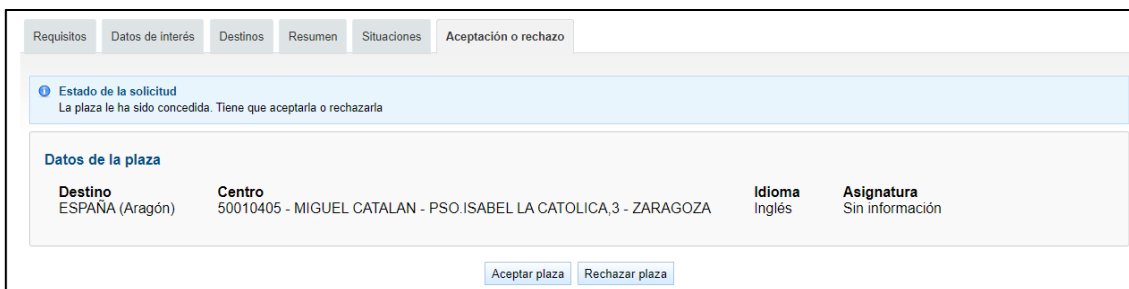 Requisitos Datos de interés Destinos Resumen Situaciones Aceptación o rechazo
Estado de la solicitud
La plaza le ha sido concedida. Tiene que aceptarla o rechazarla
Datos de la plaza
Destino Centro Idioma Asignatura
ESPAÑA (Aragón) 50010405 - MIGUEL CATALAN - PSO.ISABEL LA CATOLICA,3 - ZARAGOZA Inglés Sin información
Aceptar plaza Rechazar plaza